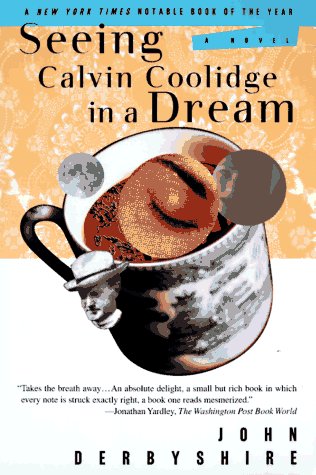 A NEW YORK TIMES NOTABLE BOOK OF THE YEAR
Seeing
A NOVEL
Calvin Coolidge
in a Dream
“Takes the breath away…An absolute delight, a small but rich book in which
every note is struck exactly right, a book one reads mesmerized.”
—Jonathan Yardley, The Washington Post Book World
JOHN
DERBYSHIRE